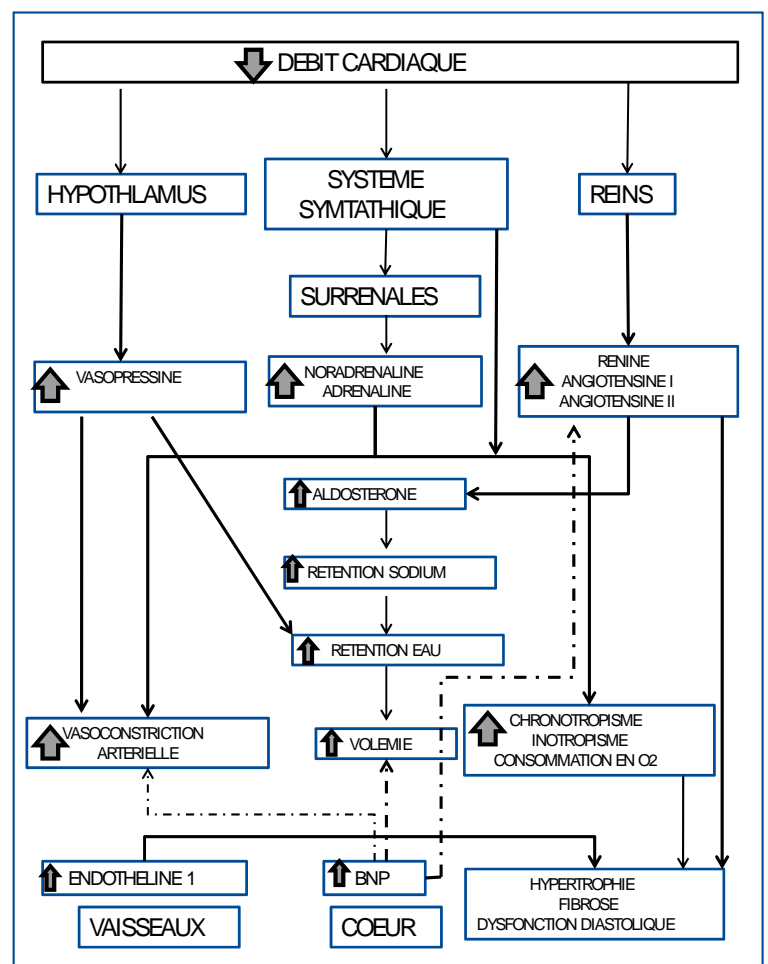 DEBIT CARDIAQUE
HYPOTHLAMUS
SYSTEME
SYMTATHIQUE
REINS
SURRENALES
VASOPRESSINE
NORADRENALINE
ADRENALINE
RENINE
ANGIOTENSINE I
ANGIOTENSINE II
ALDOSTERONE
RETENTION SODIUM
RETENTION EAU
VASOCONSTRICTION
ARTERIELLE
VOLEMIE
CHRONOTROPISME
INOTROPISME
CONSOMMATION EN O2
ENDOTHELINE 1
BNP
HYPERTROPHIE
FIBROSE
DYSFONCTION DIASTOLIQUE
VAISSEAUX
COEUR